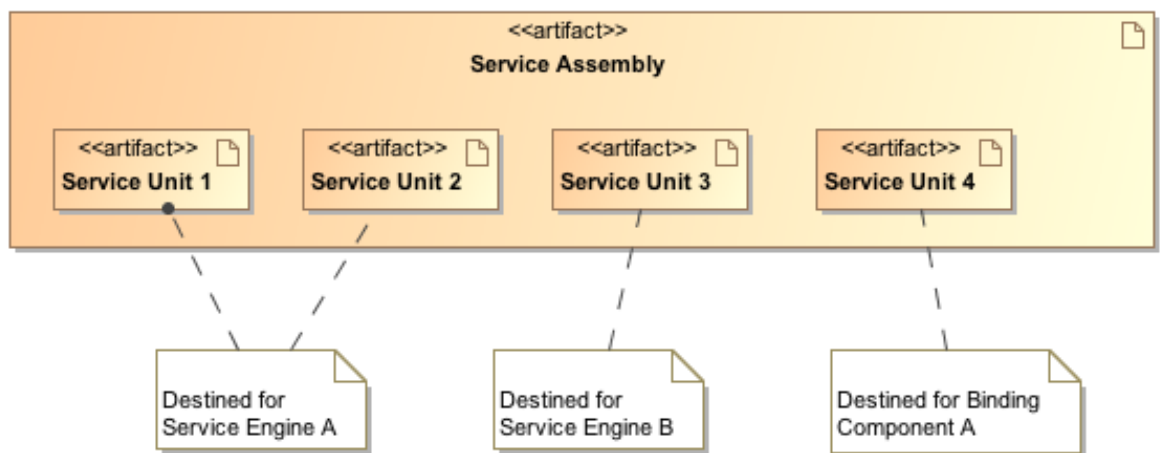 <<artifact>>
Service Assembly
<<artifact>>
Service Unit 1
<<artifact>>
Service Unit 2
<<artifact>>
Service Unit 3
<<artifact>>
Service Unit 4
Destined for
Service Engine A
Destined for
Service Engine B
Destined for Binding
Component A